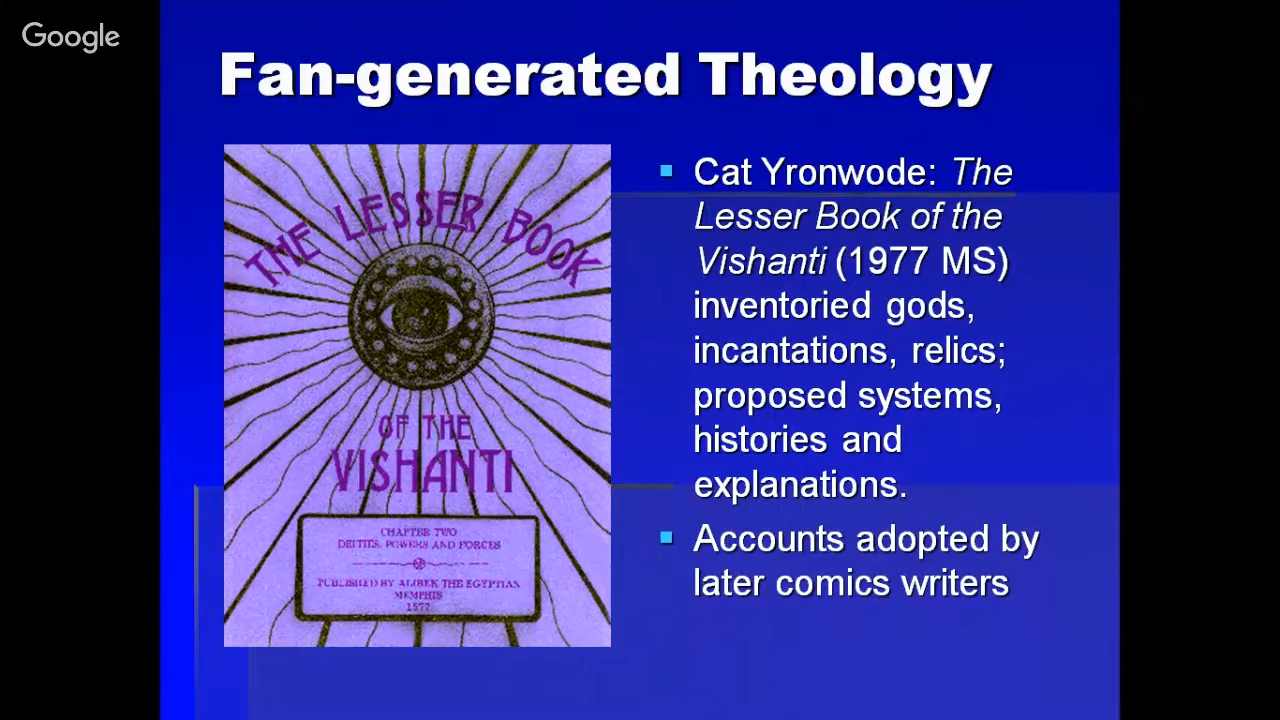 Google
Fan-generated Theology
THE LESSER BOOK
OF THE
VISHANTI
CHAPTER TWO
DEITIES, POWERS AND FORCES
PUBLISHED BY ALIBEK THE EGYPTIAN
MEMPHIS
1977
Cat Yronwode: The
Lesser Book of the
Vishanti (1977 MS)
inventoried gods,
incantations, relics;
proposed systems,
histories and
explanations.
Accounts adopted by
later comics writers